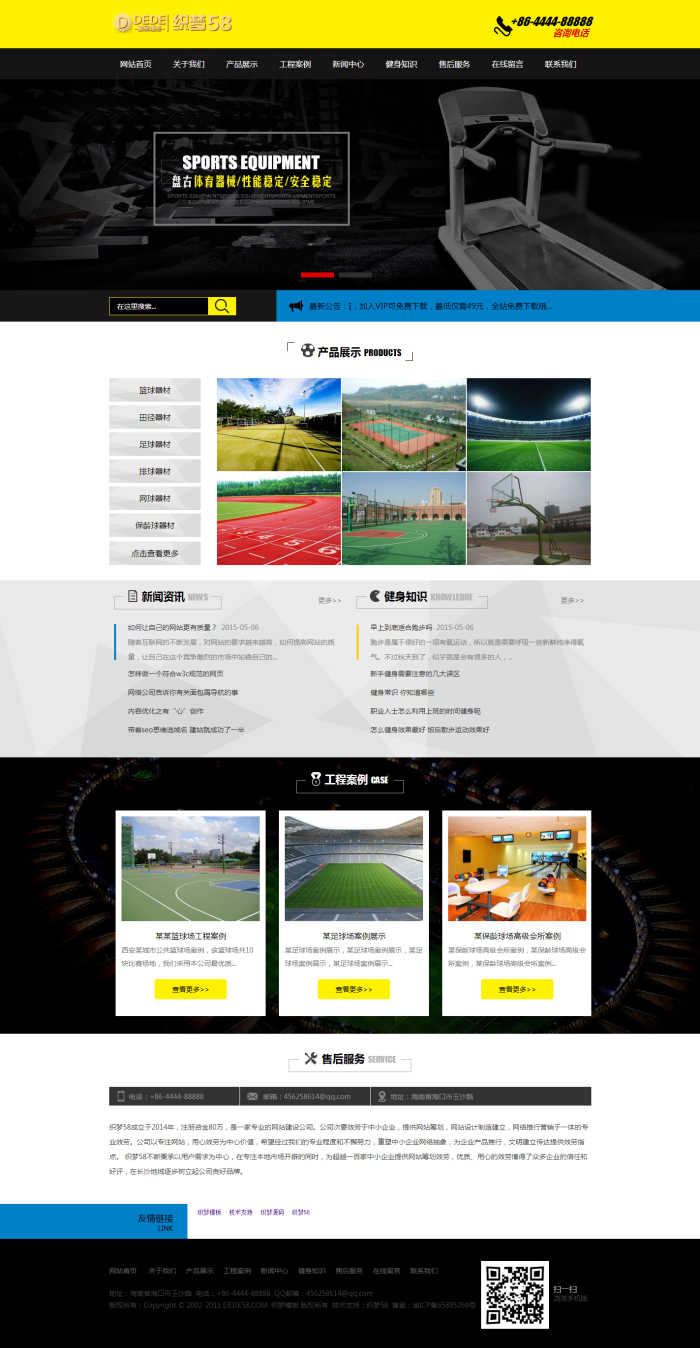 DEDE 织梦58
+86-4444-88888
咨询电话
网站首页 关于我们 产品展示 工程案例 新闻中心 健身知识 售后服务 在线留言 联系我们
SPORTS EQUIPMENT
盘古体育器械/性能稳定/安全稳定
在这里搜索...
最新公告：，加入VIP可免费下载，最低仅需49元，全站免费下载哦...
产品展示 PRODUCTS
篮球器材
田径器材
足球器材
排球器材
网球器材
保龄球器材
点击查看更多
新闻资讯 NEWS
更多>>
如何让自己的网站更有质量？ 2015-05-06
随着互联网的不断发展，对网站的要求越来越高，如何提高网站的质
量，让自己在这个竞争激烈的市场中站稳自己的...
怎样做一个符合w3c规范的网页
网络公司告诉你有关面包屑导航的事
内容优化之有“心”创作
带着seo思维选域名 建站就成功了一半
健身知识 KNOWLEDGE
更多>>
早上到底适合跑步吗 2015-05-06
跑步是属于很好的一项有氧运动，所以就是需要呼吸一些新鲜纯净得氧
气。不过秋天到了，似乎就是会有很多的人，...
新手健身需要注意的几大误区
健身常识 你知道哪些
职业人士怎么利用上班的时间健身呢
怎么健身效果最好 饭后散步运动效果好
工程案例 CASE
某某篮球场工程案例
西安某城市公共篮球场案例，该篮球场共10
块比赛场地，我们采用本公司最优质...
查看更多>>
某足球场案例展示
某足球场案例展示，某足球场案例展示，某足
球场案例展示，某足球场案例展示...
查看更多>>
某保龄球场高级会所案例
某保龄球场高级会所案例，某保龄球场高级会
所案例，某保龄球场高级会所案例...
查看更多>>
售后服务 SERVICE
电话：+86-4444-88888
邮箱：456258614@qq.com
地址：海南省海口市玉沙路
织梦58成立于2014年，注册资金80万，是一家专业的网站建设公司。公司次要效劳于中小企业，提供网站筹划，网站设计制造建立，网络推行营销于一体的专
业效劳。公司以专注网站，用心效劳为中心价值，希望经过我们的专业程度和不懈努力，重塑中小企业网络抽象，为企业产品推行，文明建立传达提供效劳指
点。 织梦58不断秉承以用户需求为中心，在专注本地市场开辟的同时，为超越一百家中小企业提供网站筹划效劳，优质、用心的效劳博得了众多企业的信任和
好评，在长沙地域逐步树立起公司良好品牌。
友情链接
LINK
织梦模板 技术支持 织梦源码 织梦58
网站首页 关于我们 产品展示 工程案例 新闻中心 健身知识 售后服务 在线留言 联系我们
地址：海南省海口市玉沙路 电话：+86-4444-88888 QQ邮箱：456258614@qq.com
版权所有：Copyright © 2002-2011 DEDE58.COM. 织梦模板 版权所有 技术支持：织梦58 备案：渝ICP备65895269号
扫一扫
浏览手机版